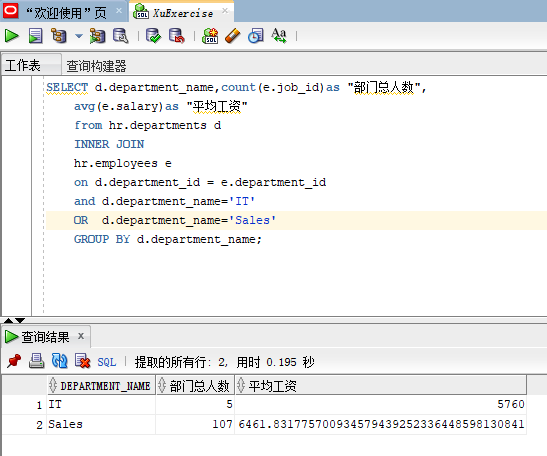 “欢迎使用”页 XuExercise
工作表 查询构建器
SELECT d.department_name,count(e.job_id)as "部门总人数",
avg(e.salary)as "平均工资"
from hr.departments d
INNER JOIN
hr.employees e
on d.department_id = e.department_id
and d.department_name='IT'
OR  d.department_name='Sales'
GROUP BY d.department_name;
查询结果 x
SQL | 提取的所有行: 2, 用时 0.195 秒
DEPARTMENT_NAME 部门总人数 平均工资
1 IT 5 5760
2 Sales 107 6461.83177570093457943925233644859813084​1